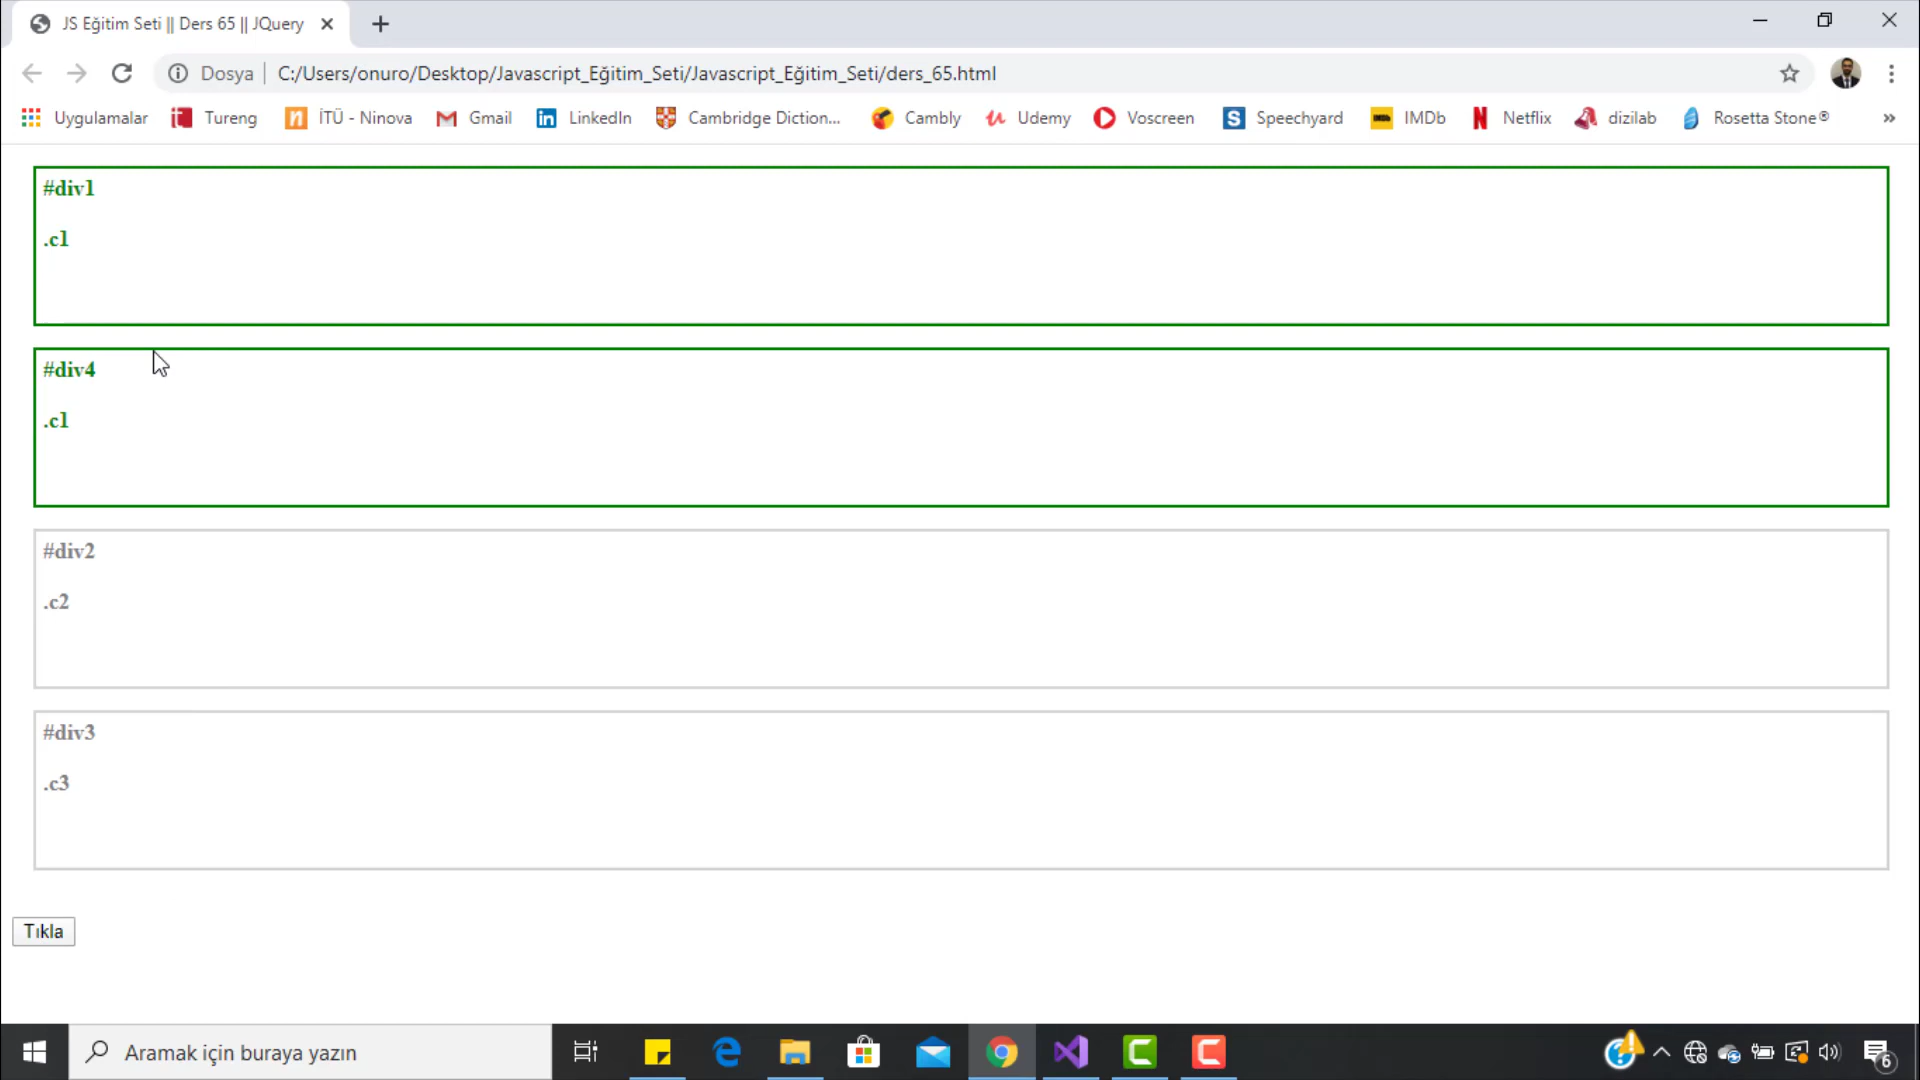 JS Eğitim Seti || Ders 65 || JQuery
Dosya C:/Users/onuro/Desktop/Javascript_Eğitim_Seti/Javascript_Eğitim_Seti/ders_65.html
Uygulamalar Tureng İTÜ - Ninova Gmail LinkedIn Cambridge Diction... Cambly Udemy Voscreen Speechyard IMDb Netflix dizilab Rosetta Stone® »
#div1
.c1
#div4
.c1
#div2
.c2
#div3
.c3
Tıkla
Aramak için buraya yazın
6